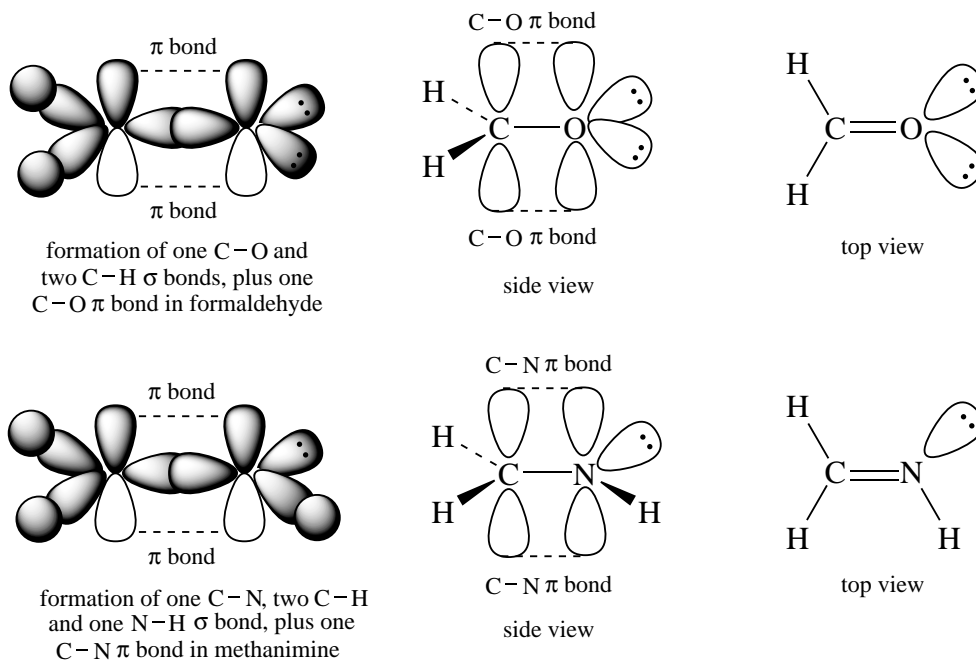 π bond
π bond
formation of one C–O and
two C–H σ bonds, plus one
C–O π bond in formaldehyde
C–O π bond
H
C
O
H
C–O π bond
side view
H
C
O
H
top view
π bond
π bond
formation of one C–N, two C–H
and one N–H σ bond, plus one
C–N π bond in methanimine
C–N π bond
H
C
N
H
H
C–N π bond
side view
H
C
N
H
H
top view